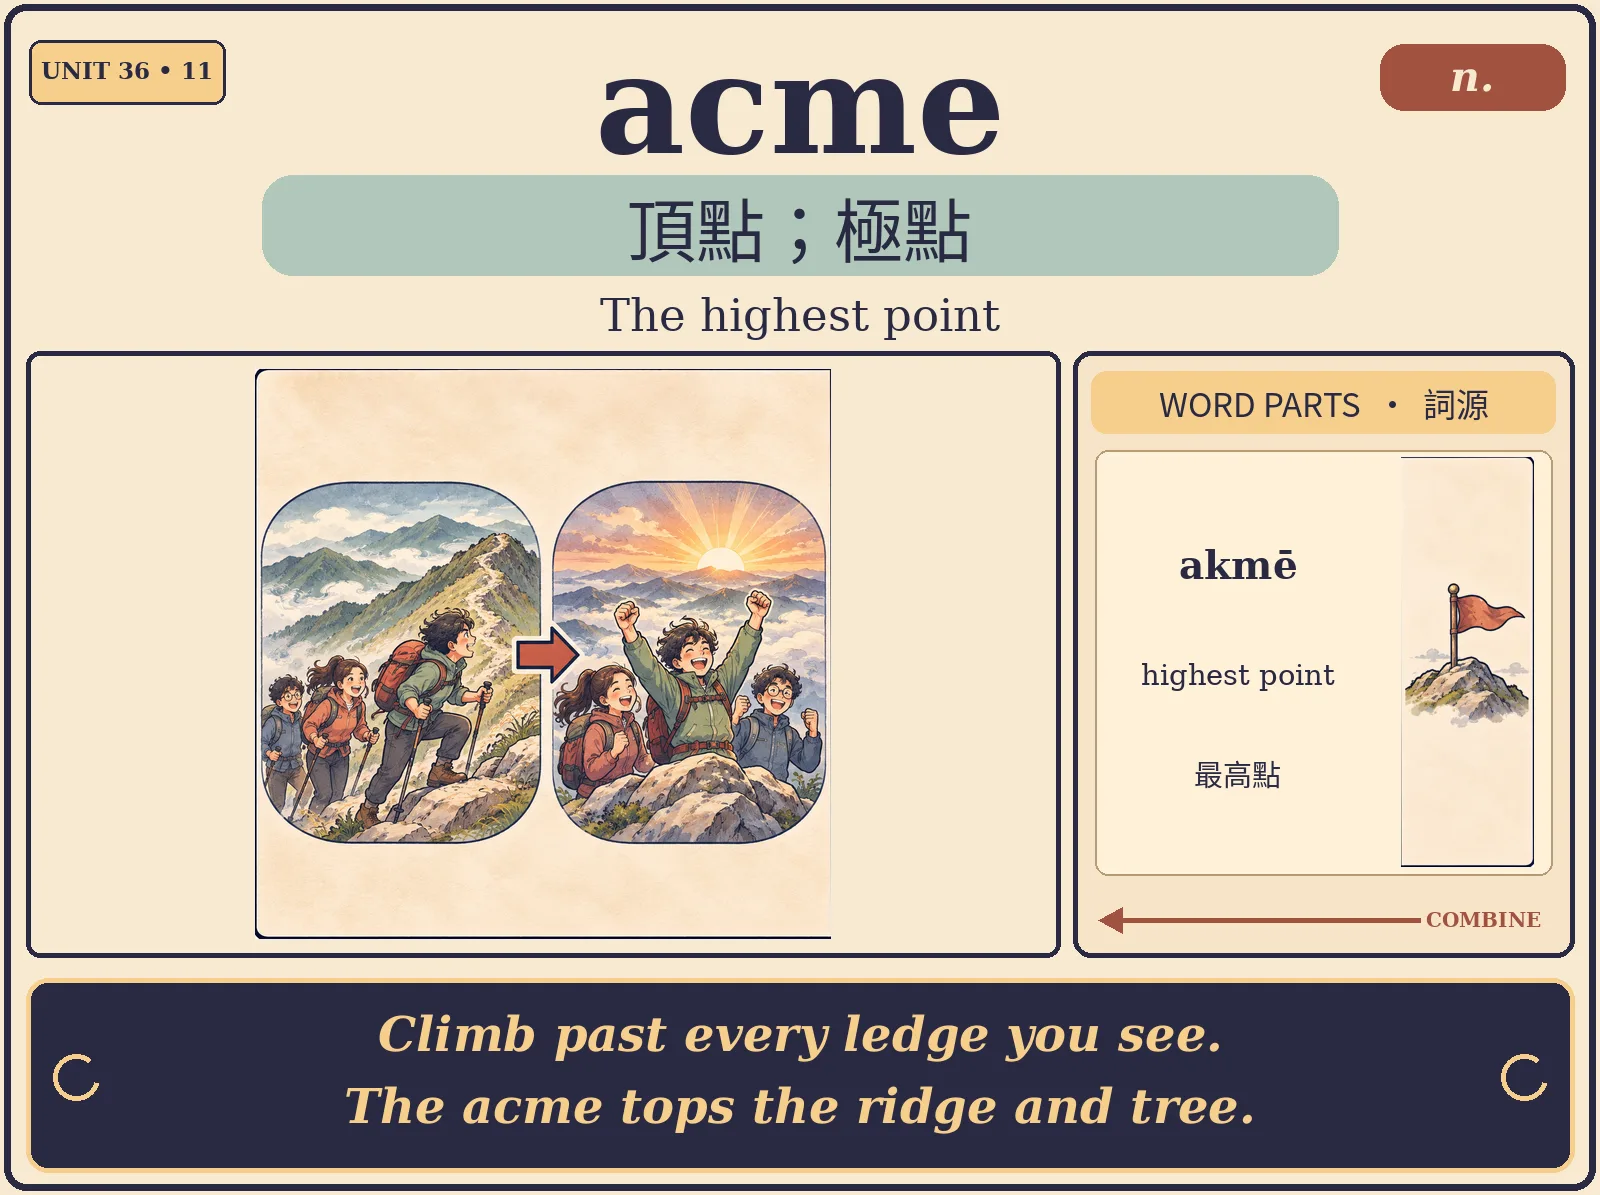 UNIT 36 • 11
acme
n.
頂點；極點
The highest point
WORD PARTS ・ 詞源
akmē
highest point
最高點
COMBINE
Climb past every ledge you see.
The acme tops the ridge and tree.